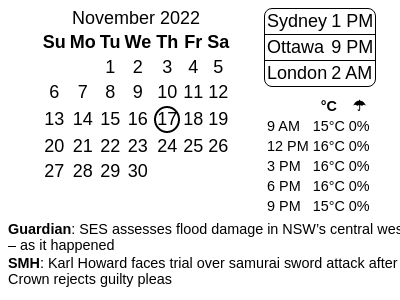 November 2022
Su Mo Tu We Th Fr Sa
1 2 3 4 5
6 7 8 9 10 11 12
13 14 15 16 17 18 19
20 21 22 23 24 25 26
27 28 29 30
Sydney 1 PM
Ottawa 9 PM
London 2 AM
°C ☂
9 AM 15°C 0%
12 PM 16°C 0%
3 PM 16°C 0%
6 PM 16°C 0%
9 PM 15°C 0%
Guardian: SES assesses flood damage in NSW’s central wes
– as it happened
SMH: Karl Howard faces trial over samurai sword attack after
Crown rejects guilty pleas